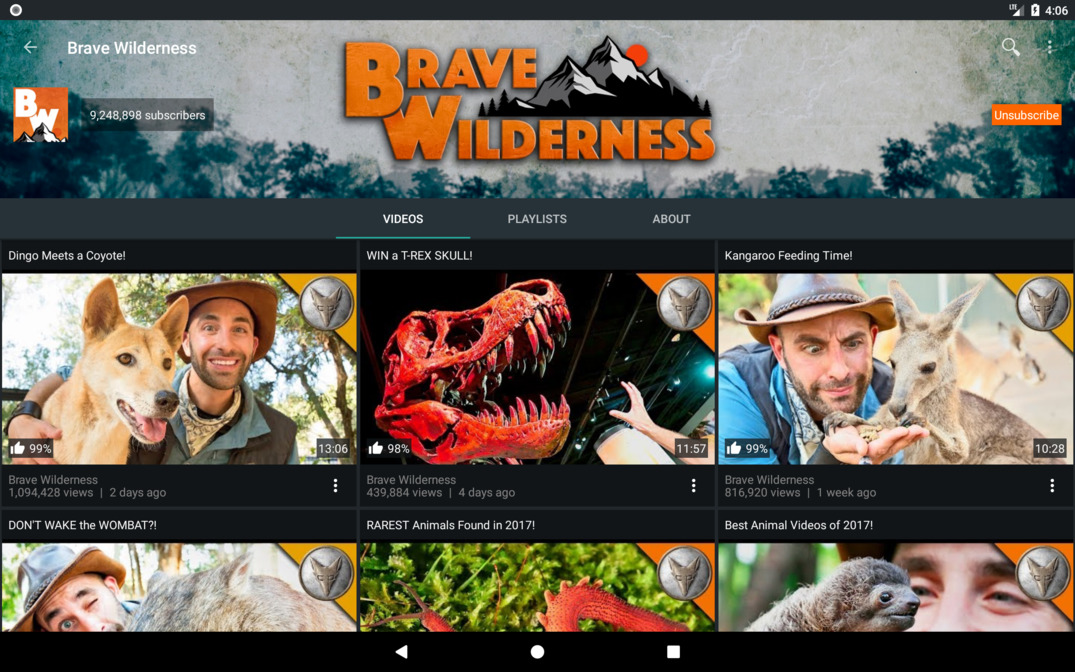 LTE 4:06
Brave Wilderness
BRAVE
WILDERNESS
BW
9,248,898 subscribers
Unsubscribe
VIDEOS PLAYLISTS ABOUT
Dingo Meets a Coyote!
WIN a T-REX SKULL!
Kangaroo Feeding Time!
99% 13:06
98% 11:57
99% 10:28
Brave Wilderness
1,094,428 views | 2 days ago
Brave Wilderness
439,884 views | 4 days ago
Brave Wilderness
816,920 views | 1 week ago
DON'T WAKE the WOMBAT?!
RAREST Animals Found in 2017!
Best Animal Videos of 2017!